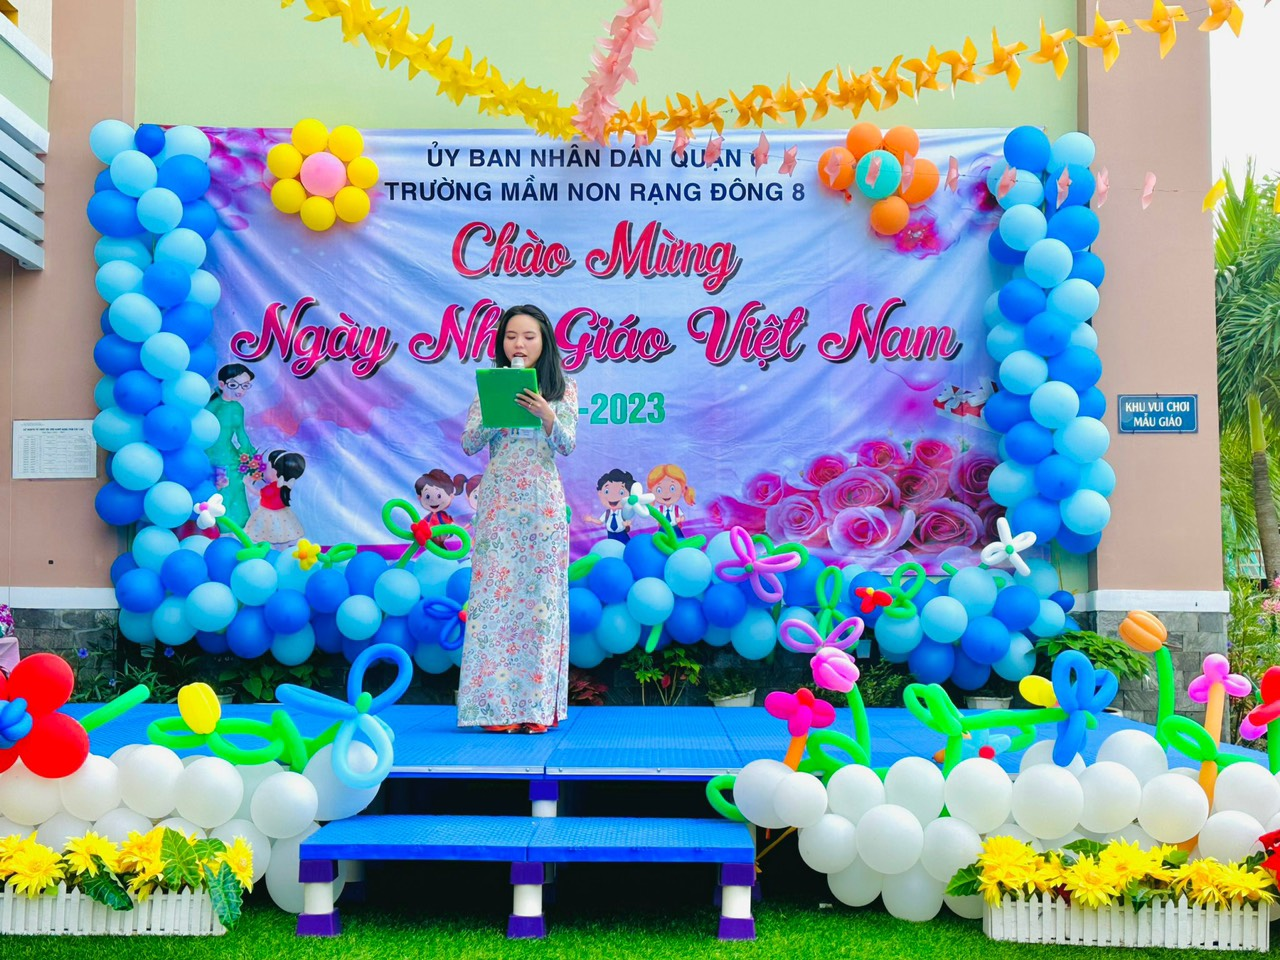 ỦY BAN NHÂN DÂN QUẬN 6
TRƯỜNG MẦM NON RẠNG ĐÔNG 8
Chào Mừng
Ngày Nhà Giáo Việt Nam
-2023
KHU VUI CHƠI
MẪU GIÁO